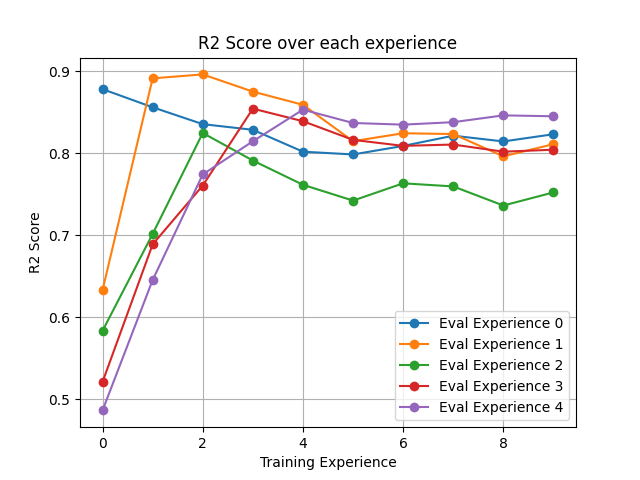 R2 Score over each experience
0.9
0.8
0.7
0.6
0.5
R2 Score
0 2 4 6 8
Training Experience
Eval Experience 0
Eval Experience 1
Eval Experience 2
Eval Experience 3
Eval Experience 4